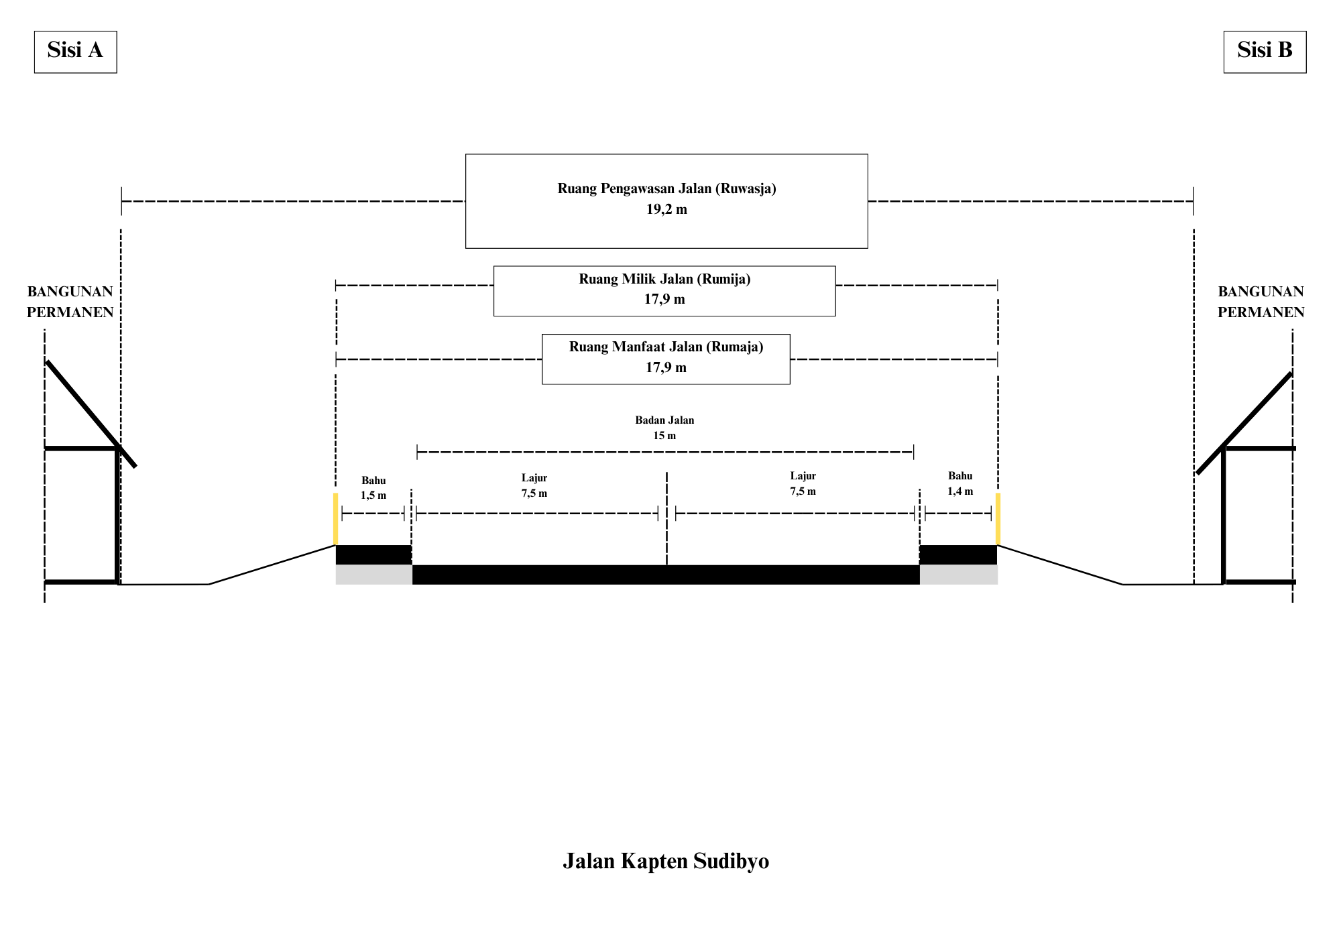 Sisi A
Sisi B
Ruang Pengawasan Jalan (Ruwasja)
19,2 m
Ruang Milik Jalan (Rumija)
17,9 m
BANGUNAN
PERMANEN
BANGUNAN
PERMANEN
Ruang Manfaat Jalan (Rumaja)
17,9 m
Badan Jalan
15 m
Bahu
1,5 m
Lajur
7,5 m
Lajur
7,5 m
Bahu
1,4 m
Jalan Kapten Sudibyo